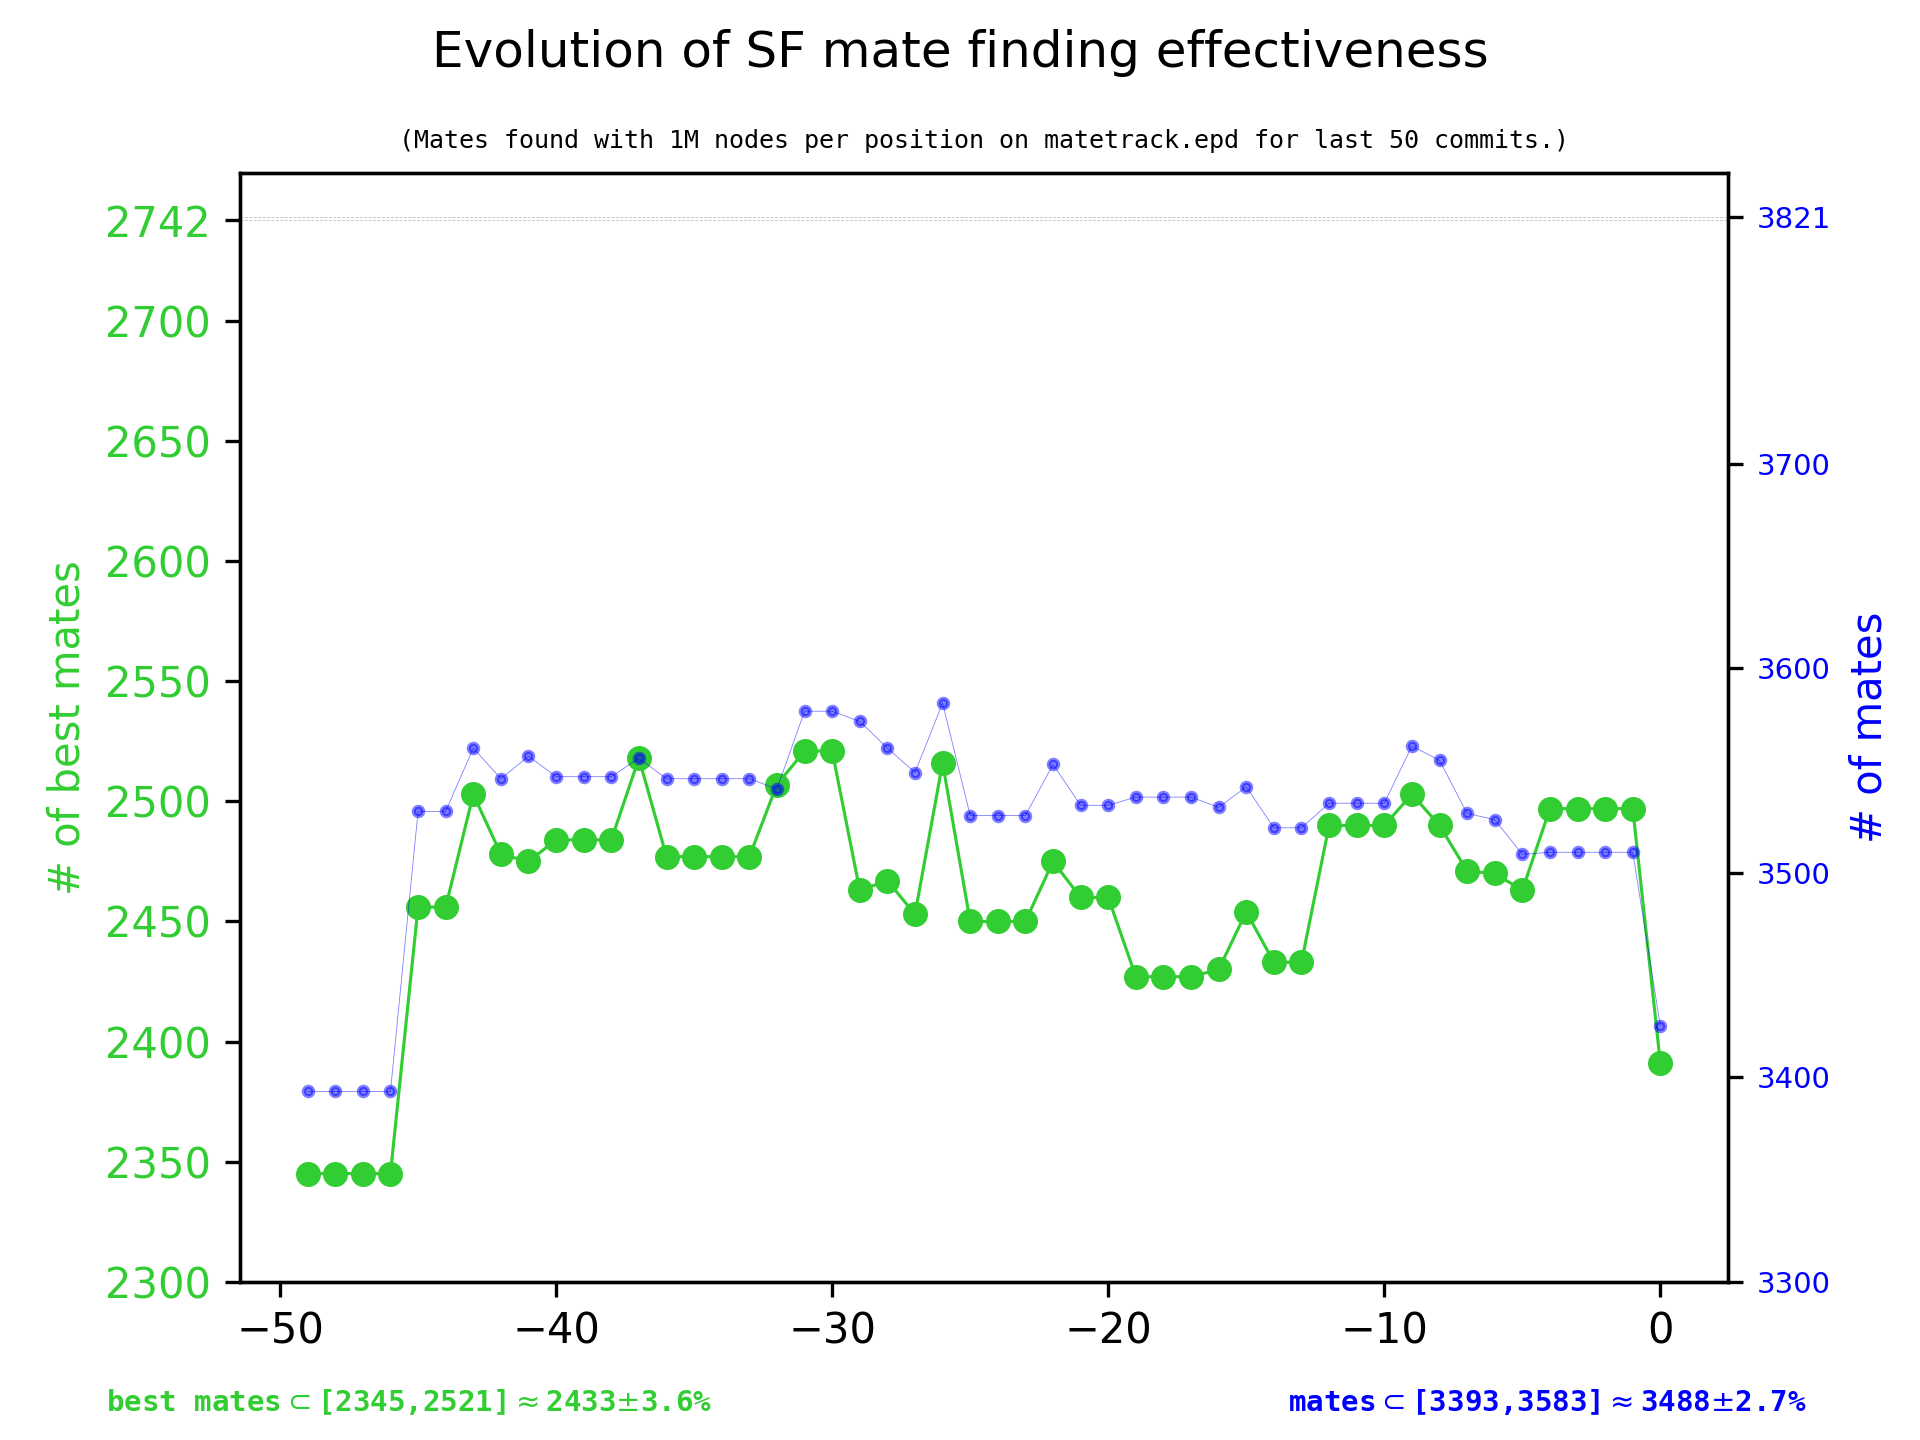 Evolution of SF mate finding effectiveness
(Mates found with 1M nodes per position on matetrack.epd for last 50 commits.)
2742
2700
2650
2600
2550
2500
2450
2400
2350
2300
# of best mates
3821
3700
3600
3500
3400
3300
# of mates
−50 −40 −30 −20 −10 0
best mates ⊂ [2345,2521] ≈ 2433±3.6%
mates ⊂ [3393,3583] ≈ 3488±2.7%